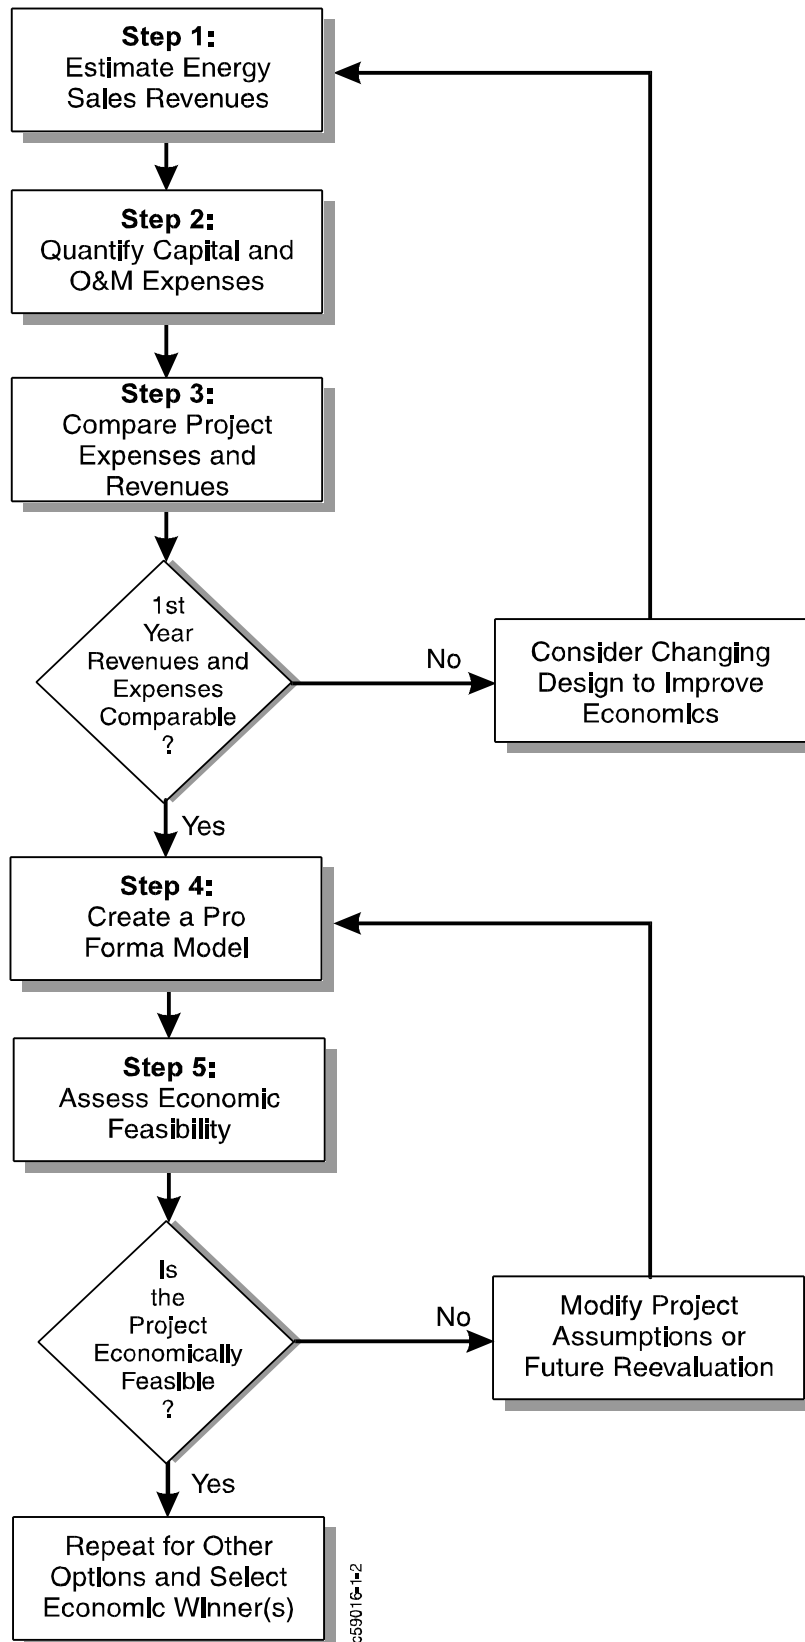 Step 1:
Estimate Energy
Sales Revenues
Step 2:
Quantify Capital and
O&M Expenses
Step 3:
Compare Project
Expenses and
Revenues
1st
Year
Revenues and
Expenses
Comparable
?
No
Consider Changing
Design to Improve
Economics
Yes
Step 4:
Create a Pro
Forma Model
Step 5:
Assess Economic
Feasibility
Is
the
Project
Economically
Feasible
?
No
Modify Project
Assumptions or
Future Reevaluation
Yes
Repeat for Other
Options and Select
Economic Winner(s)
c59016-1-2